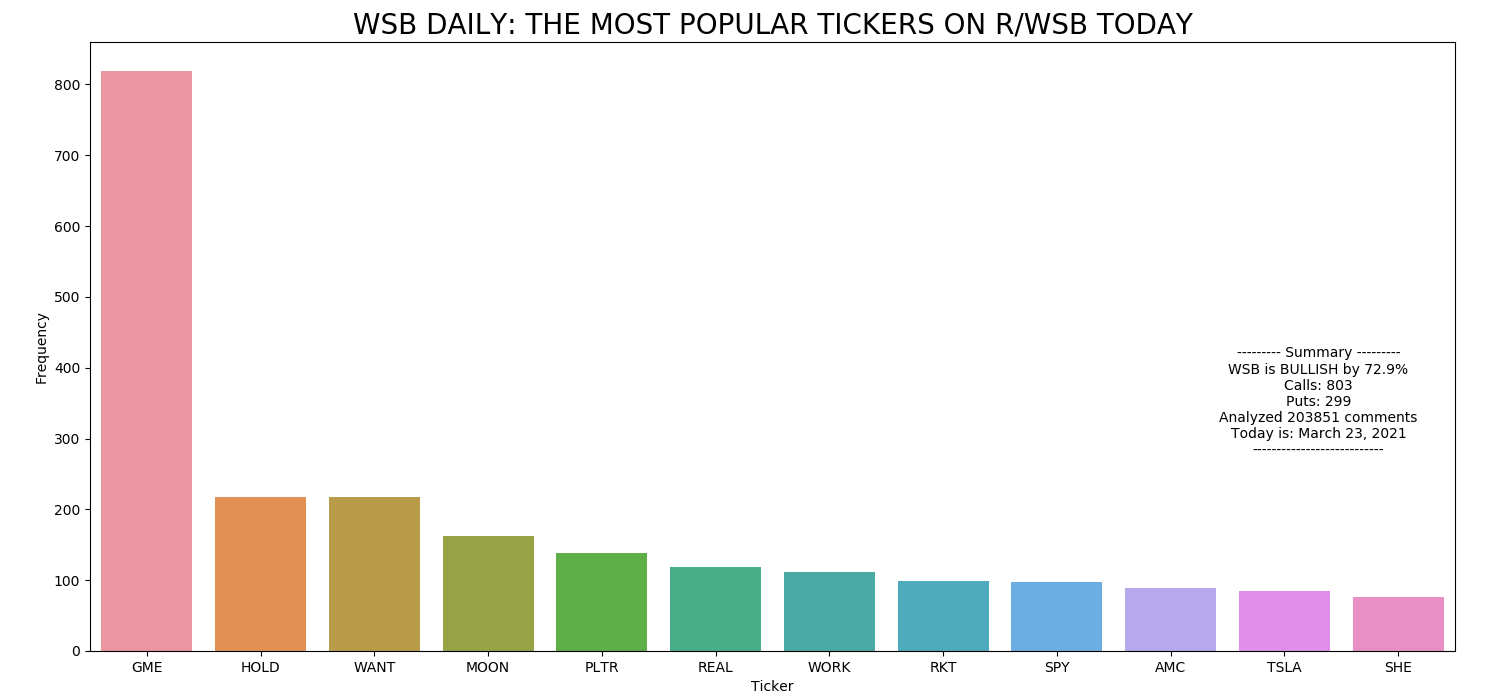 WSB DAILY: THE MOST POPULAR TICKERS ON R/WSB TODAY
800
700
600
500
400
300
200
100
0
Frequency
--------- Summary ---------
WSB is BULLISH by 72.9%
Calls: 803
Puts: 299
Analyzed 203851 comments
Today is: March 23, 2021
---------------------------
GME HOLD WANT MOON PLTR REAL WORK RKT SPY AMC TSLA SHE
Ticker